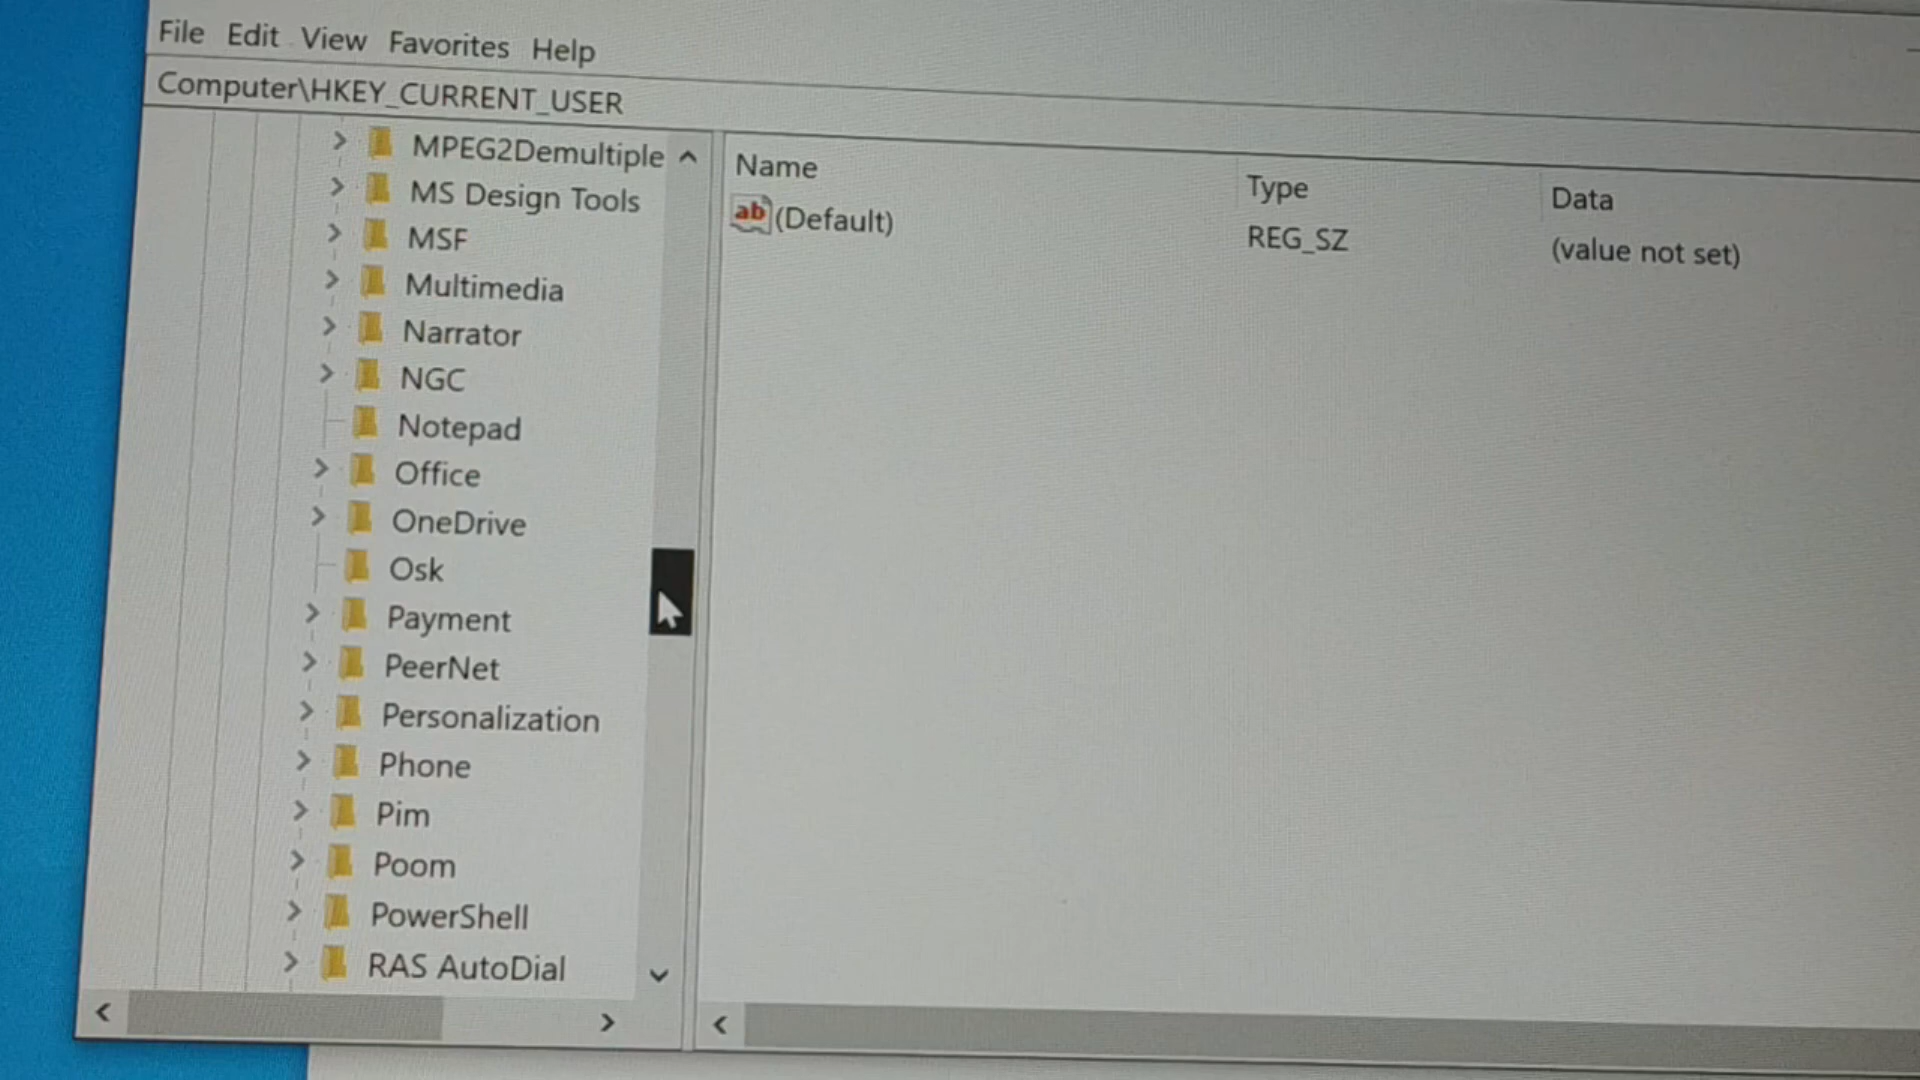 File Edit View Favorites Help
Computer\HKEY_CURRENT_USER
MPEG2Demultiple
MS Design Tools
MSF
Multimedia
Narrator
NGC
Notepad
Office
OneDrive
Osk
Payment
PeerNet
Personalization
Phone
Pim
Poom
PowerShell
RAS AutoDial
Name Type Data
ab (Default) REG_SZ (value not set)